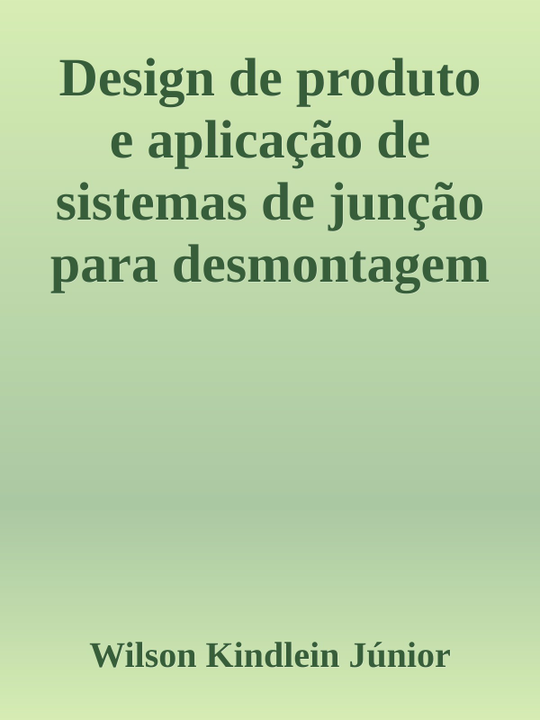 Design de produto
e aplicação de
sistemas de junção
para desmontagem
Wilson Kindlein Júnior